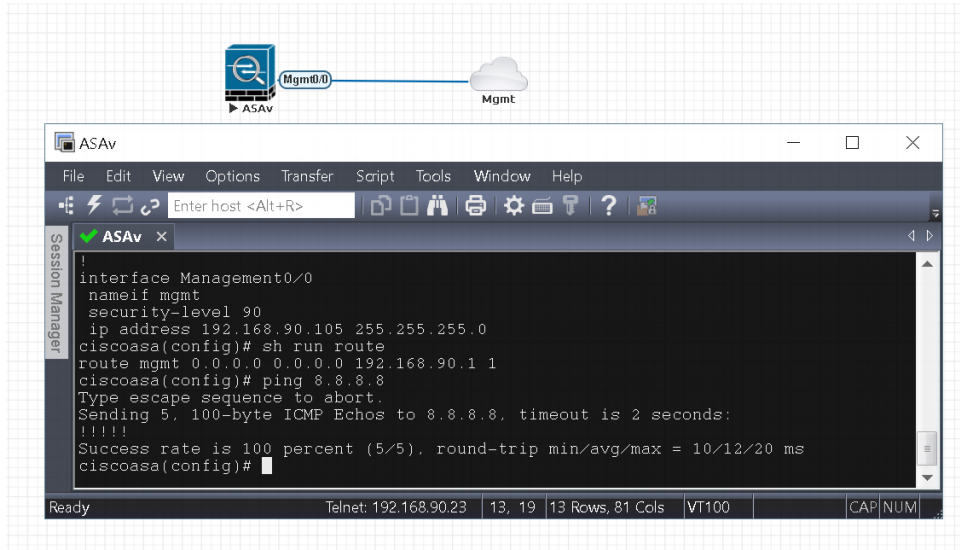 Mgmt0/0
ASAv
Mgmt
ASAv
File Edit View Options Transfer Script Tools Window Help
Enter host <Alt+R>
Session Manager
ASAv
!
interface Management0/0
nameif mgmt
security-level 90
ip address 192.168.90.105 255.255.255.0
ciscoasa(config)# sh run route
route mgmt 0.0.0.0 0.0.0.0 192.168.90.1 1
ciscoasa(config)# ping 8.8.8.8
Type escape sequence to abort.
Sending 5, 100-byte ICMP Echos to 8.8.8.8, timeout is 2 seconds:
!!!!!
Success rate is 100 percent (5/5), round-trip min/avg/max = 10/12/20 ms
ciscoasa(config)#
Ready Telnet: 192.168.90.23 13, 19 13 Rows, 81 Cols VT100 CAP NUM